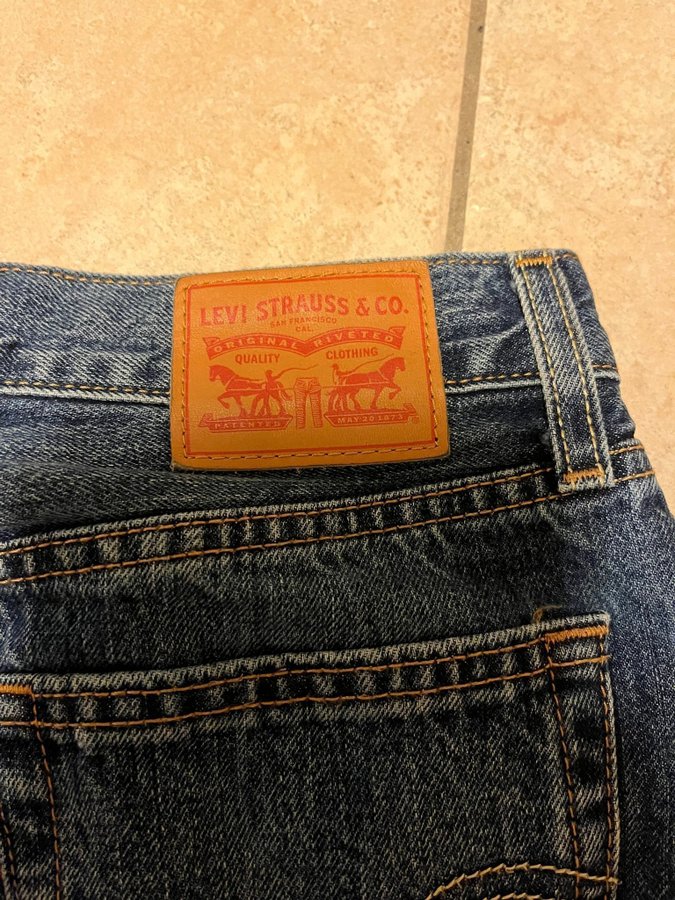 LEVI STRAUSS & CO.
SAN FRANCISCO
CAL.
ORIGINAL RIVETED
QUALITY CLOTHING
PATENTED MAY 20 1873